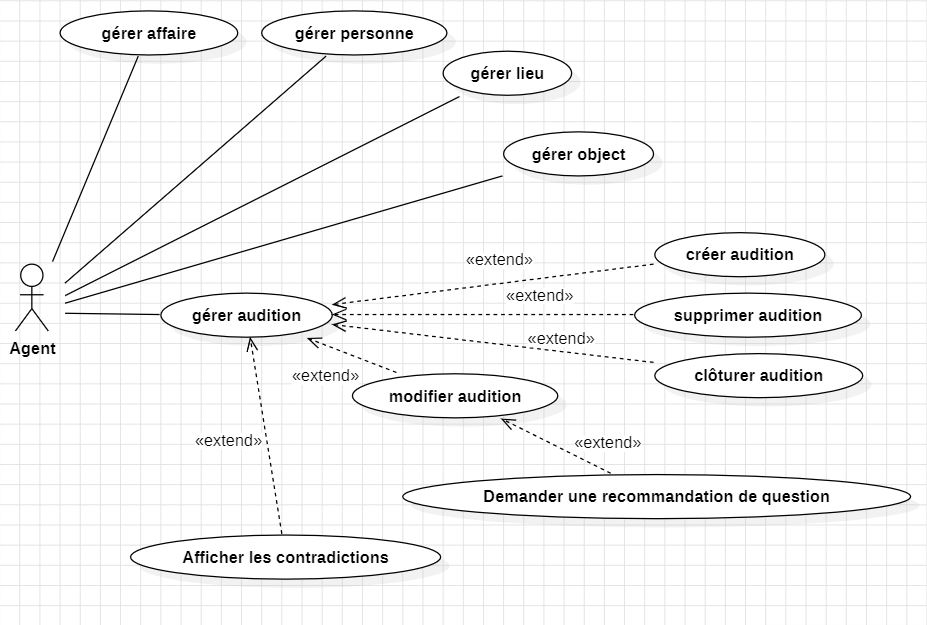 gérer affaire
gérer personne
gérer lieu
gérer object
créer audition
«extend»
«extend»
gérer audition
supprimer audition
«extend»
Agent
clôturer audition
«extend»
modifier audition
«extend»
«extend»
Demander une recommandation de question
Afficher les contradictions